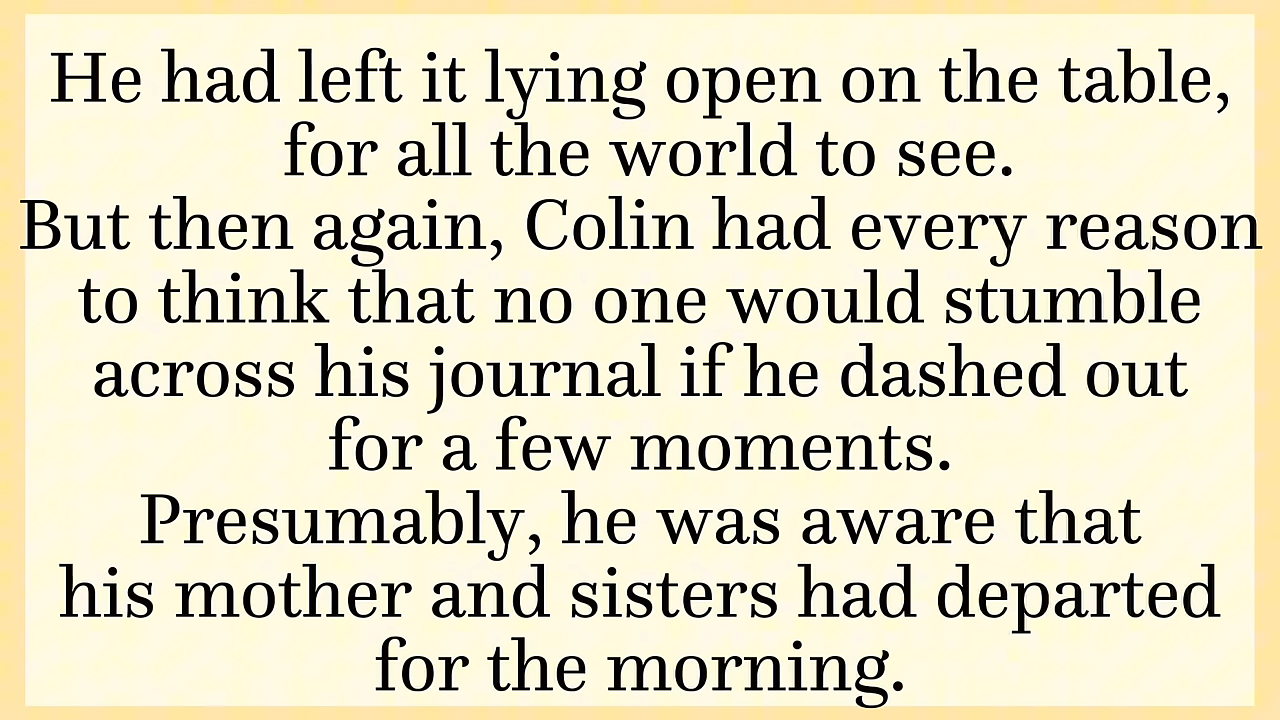 He had left it lying open on the table,
for all the world to see.
But then again, Colin had every reason
to think that no one would stumble
across his journal if he dashed out
for a few moments.
Presumably, he was aware that
his mother and sisters had departed
for the morning.